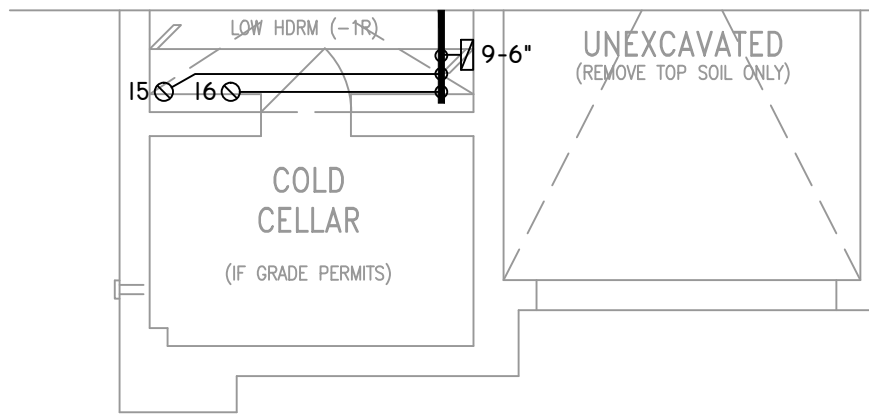 LOW HDRM (-1R)
9-6"
UNEXCAVATED
(REMOVE TOP SOIL ONLY)
15
16
COLD
CELLAR
(IF GRADE PERMITS)